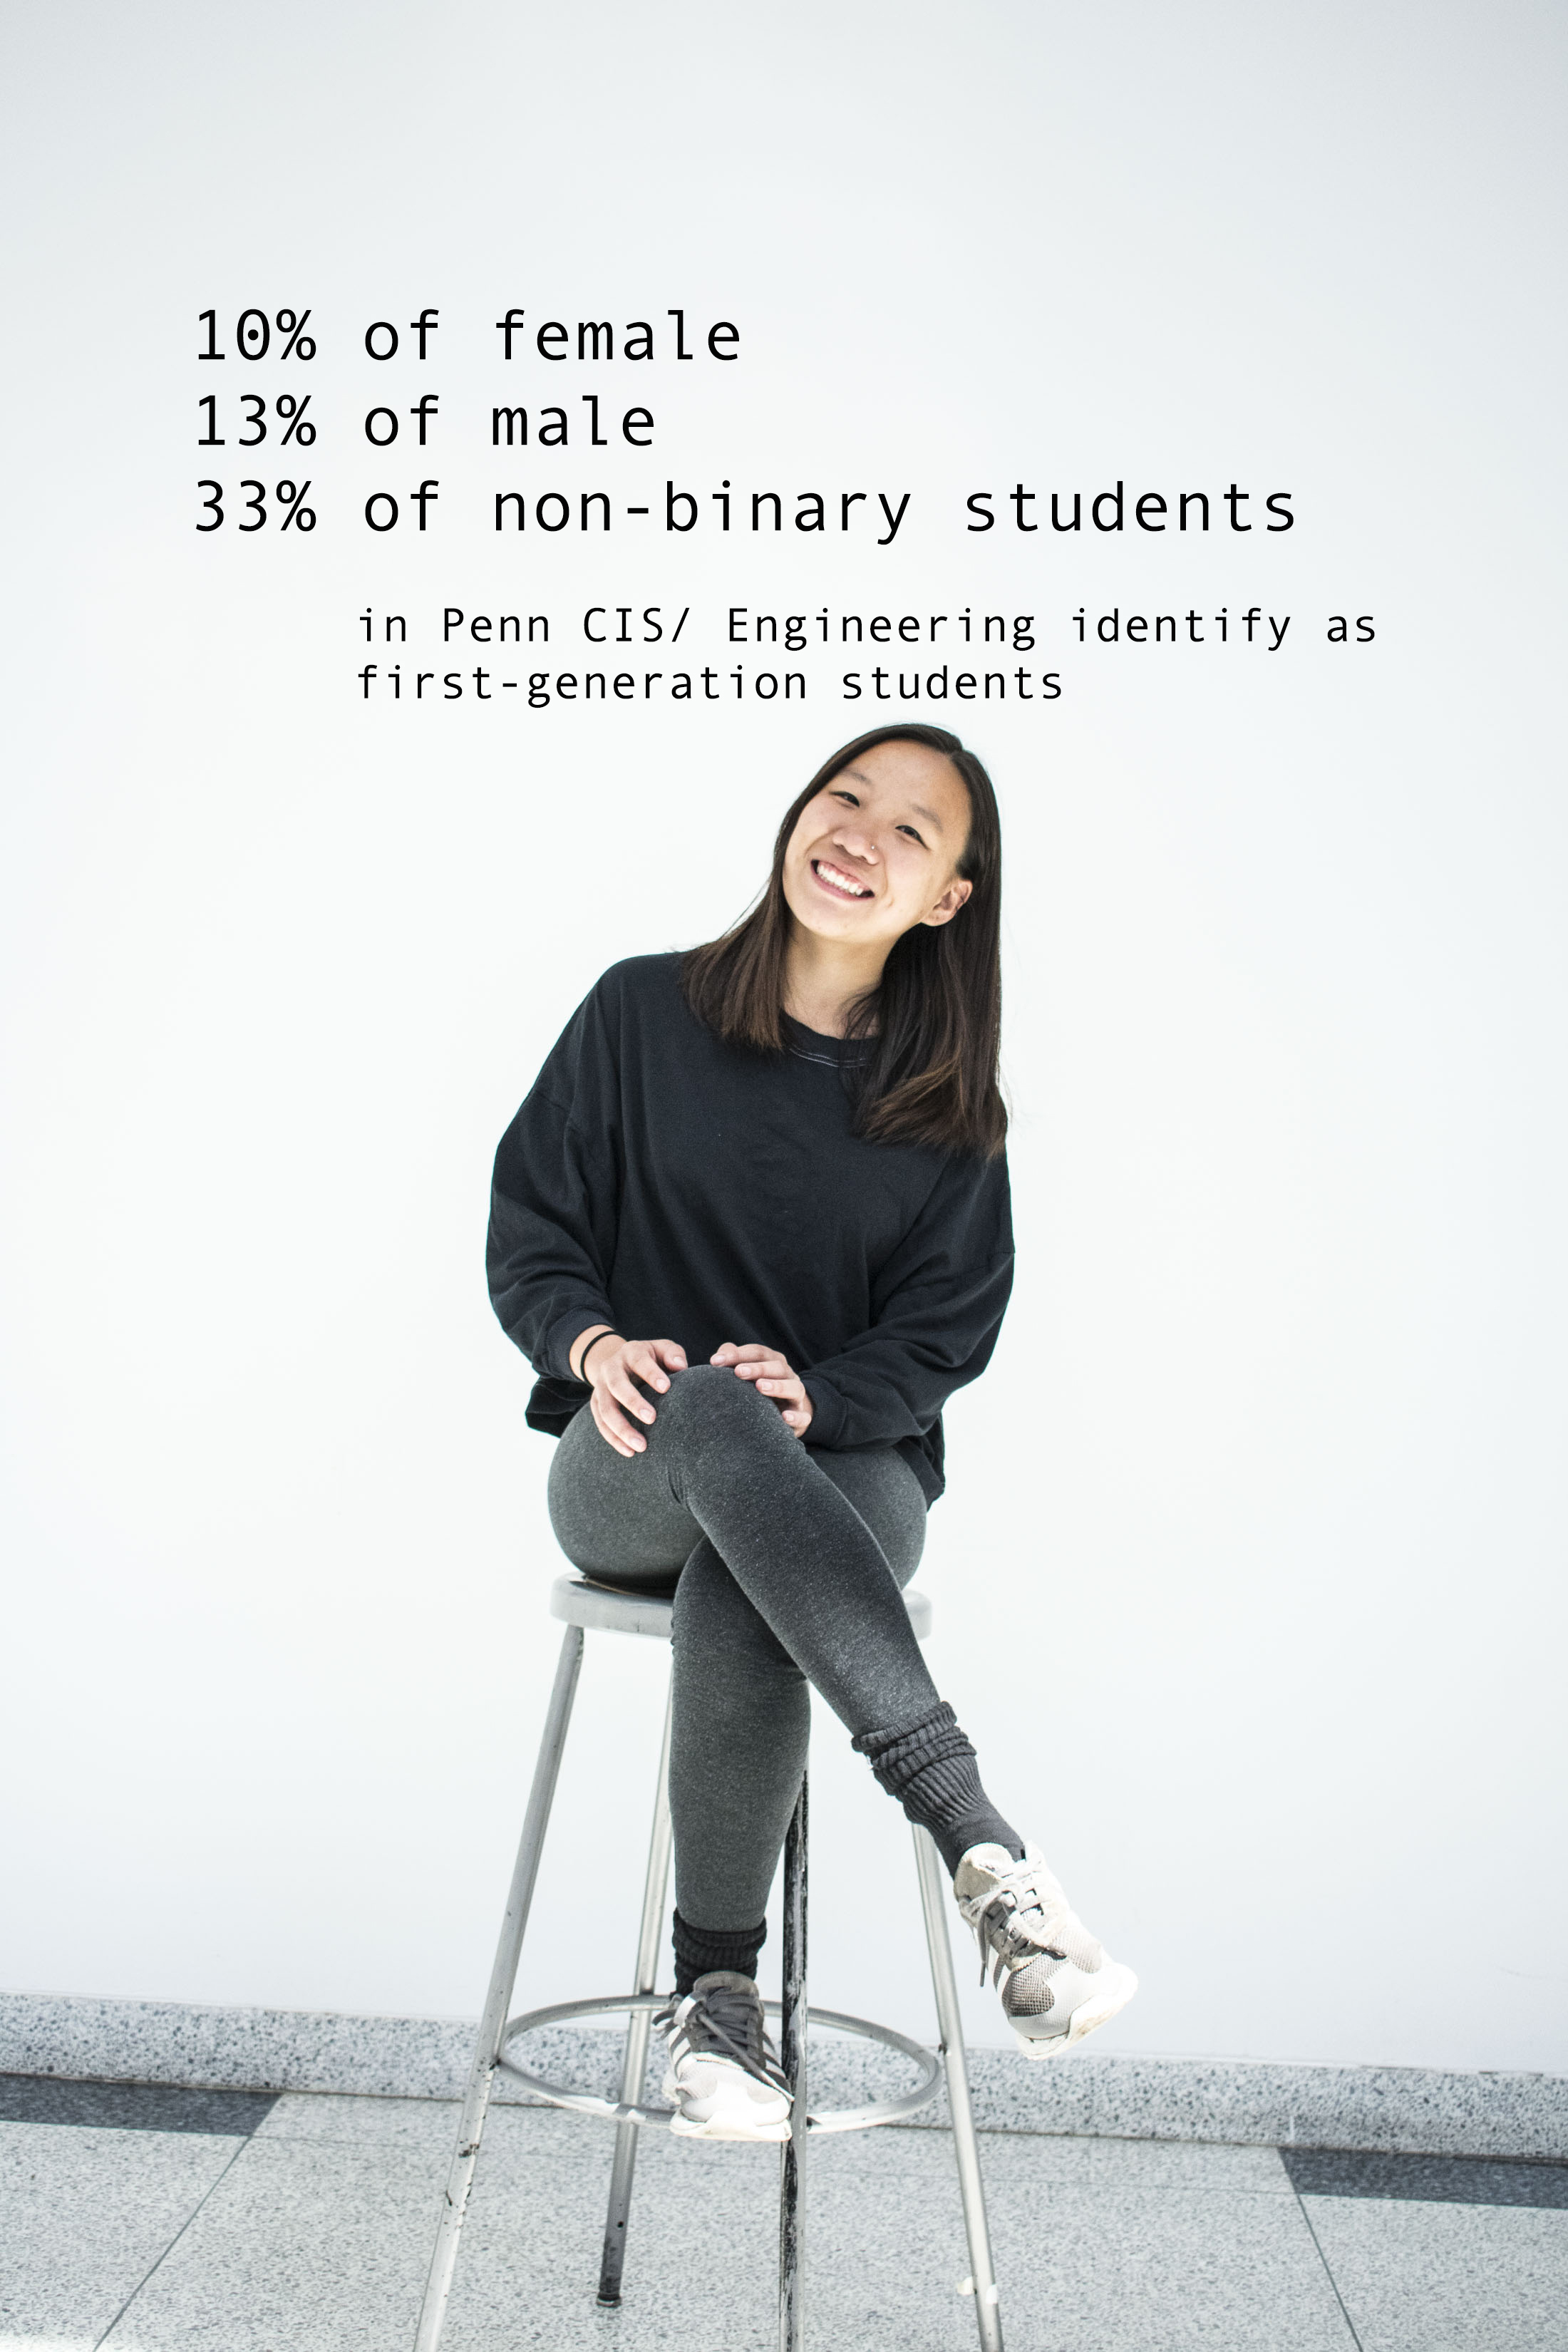 10% of female
13% of male
33% of non-binary students
in Penn CIS/ Engineering identify as
first-generation students